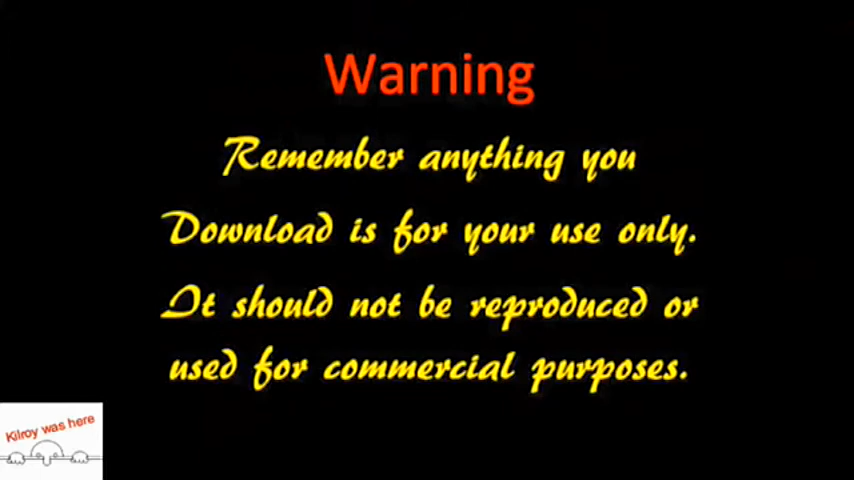 Warning
Remember anything you
Download is for your use only.
It should not be reproduced or
used for commercial purposes.
Kilroy was here